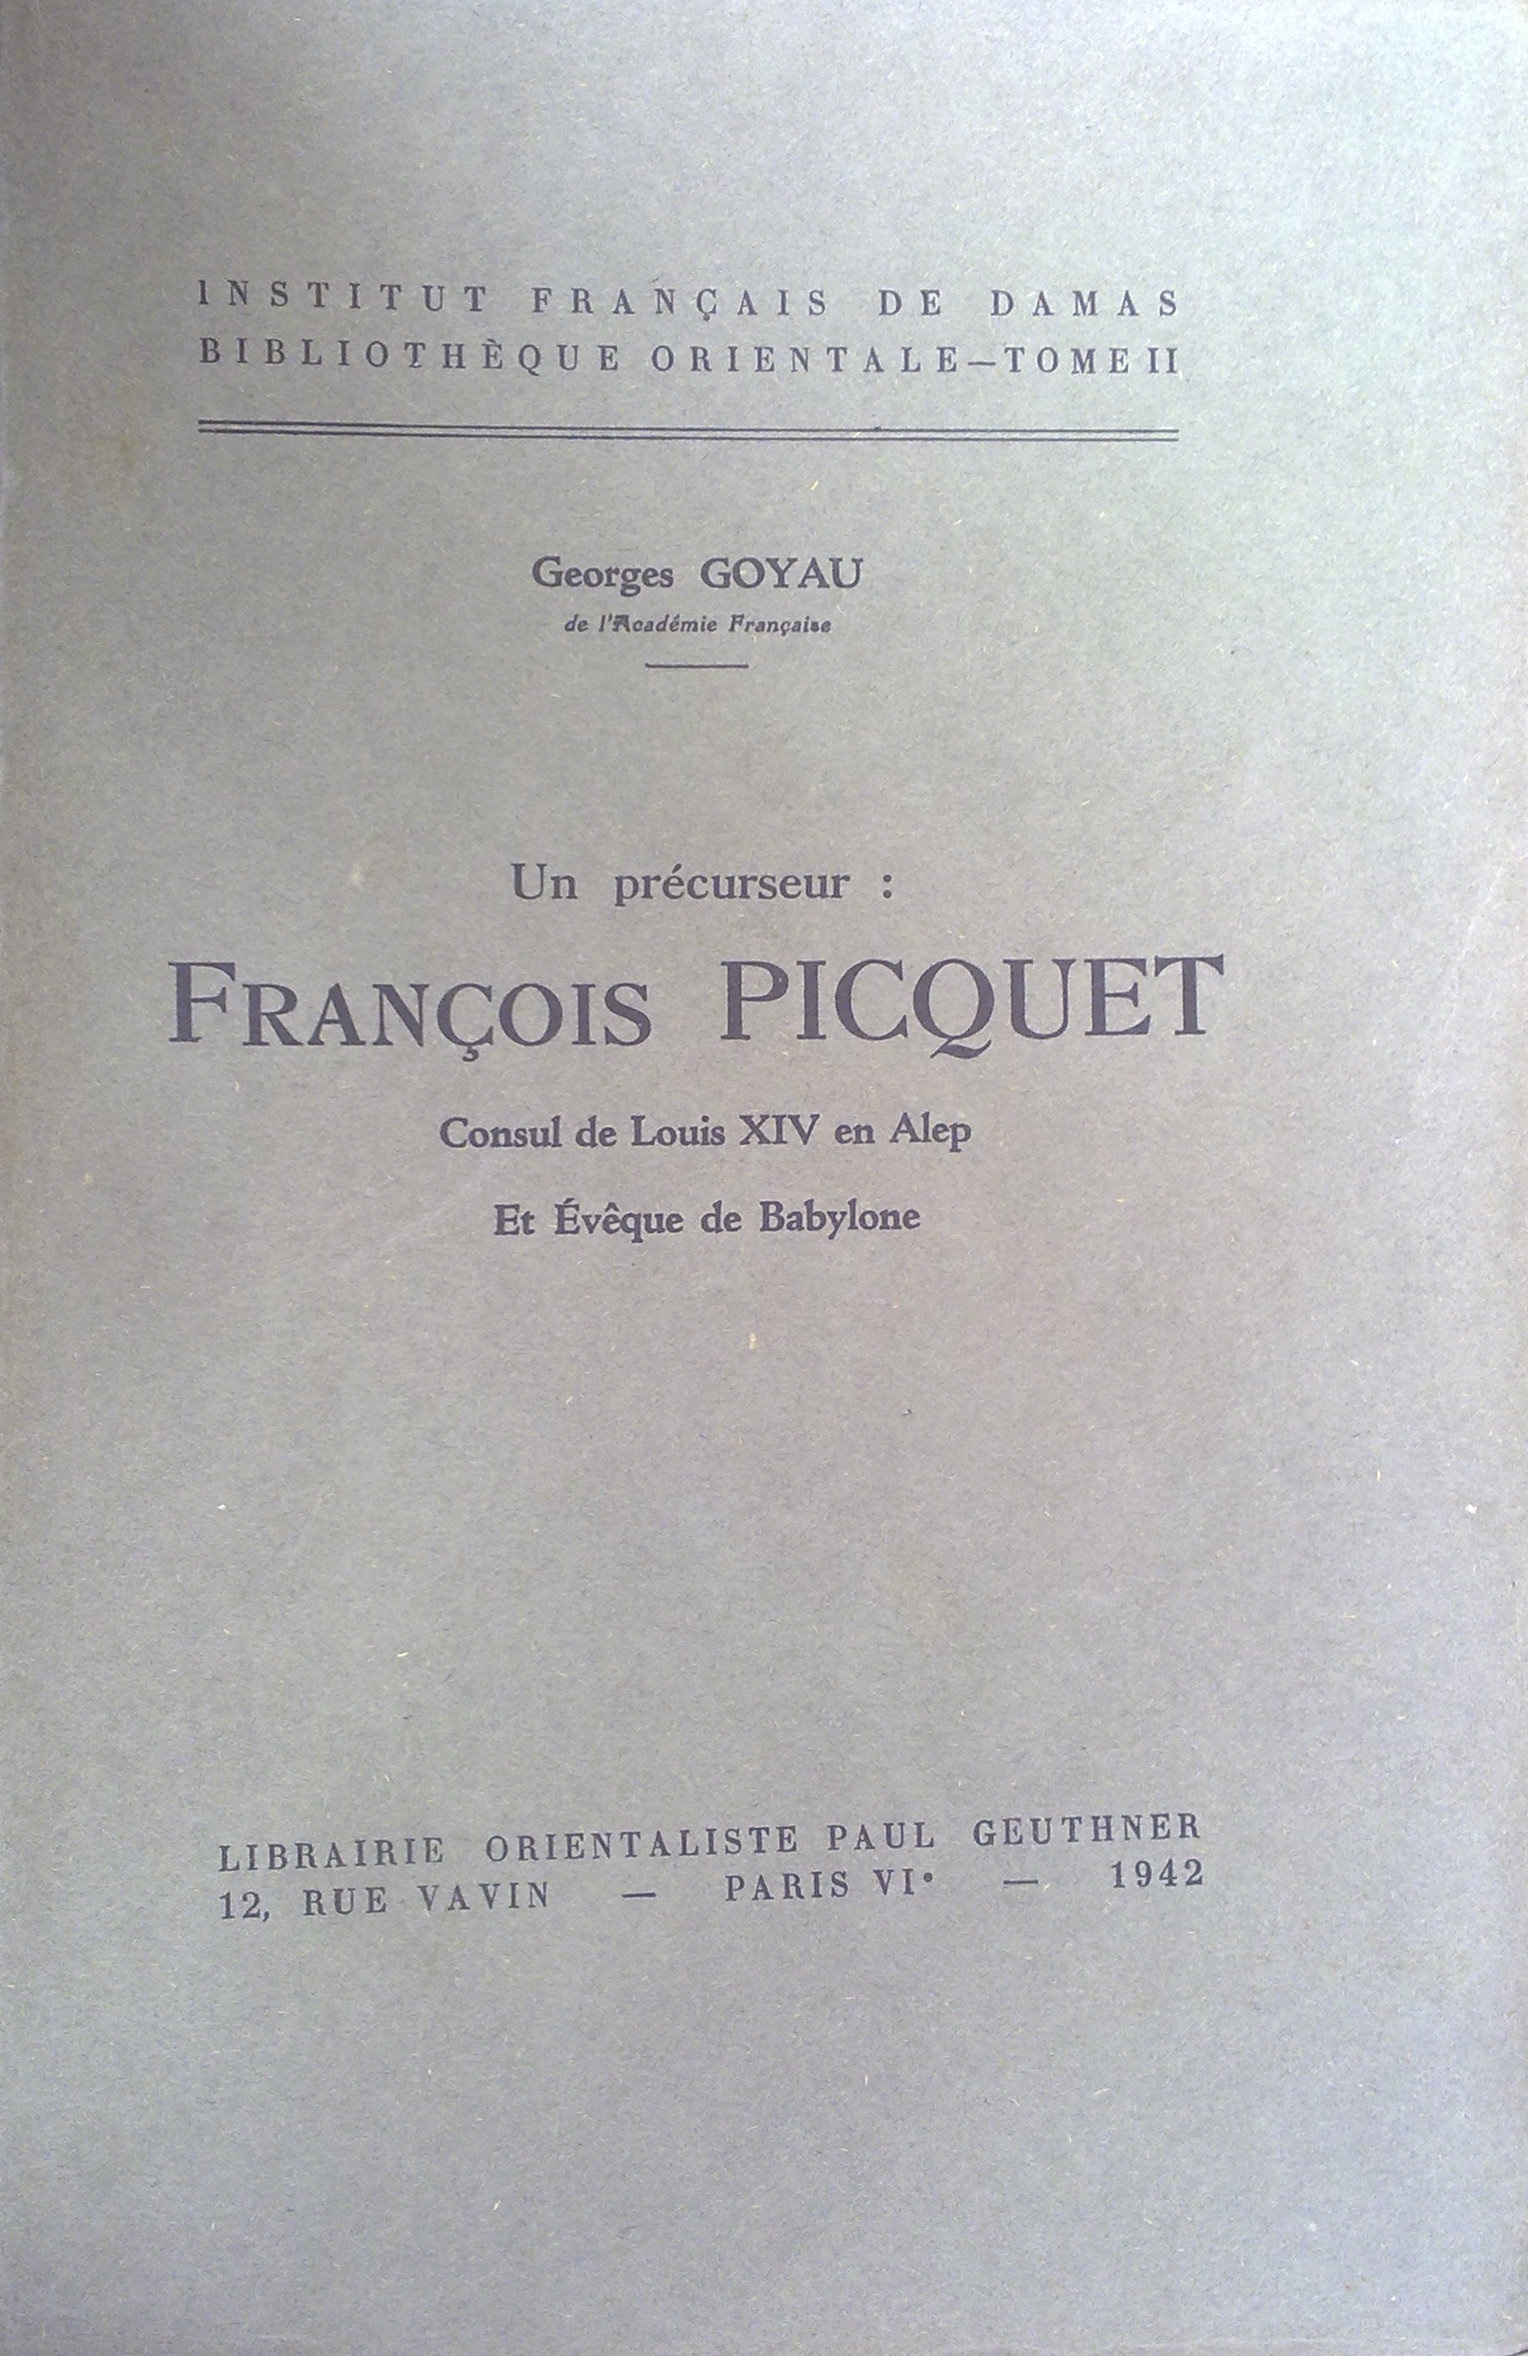 INSTITUT FRANÇAIS DE DAMAS
BIBLIOTHÈQUE ORIENTALE—TOME II
Georges GOYAU
de l'Académie Française
Un précurseur :
FRANÇOIS PICQUET
Consul de Louis XIV en Alep
Et Évêque de Babylone
LIBRAIRIE ORIENTALISTE PAUL GEUTHNER
12, RUE VAVIN — PARIS VIe — 1942